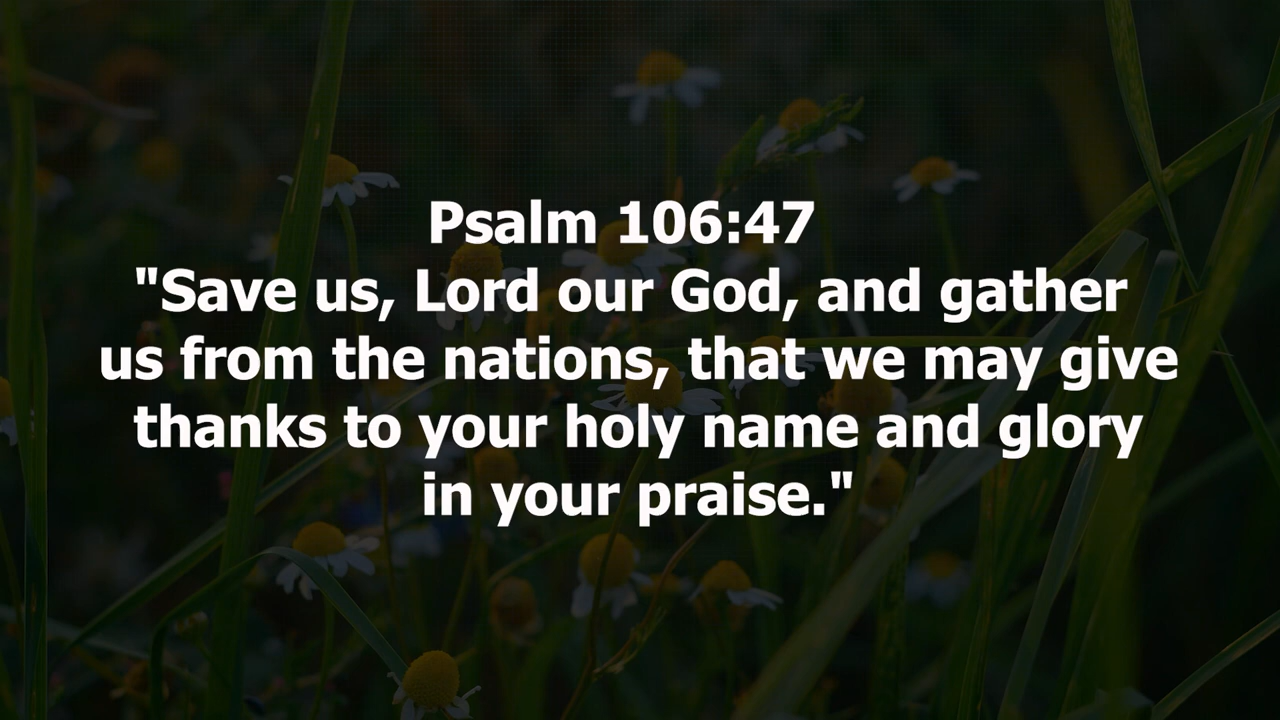 Psalm 106:47
"Save us, Lord our God, and gather
us from the nations, that we may give
thanks to your holy name and glory
in your praise."